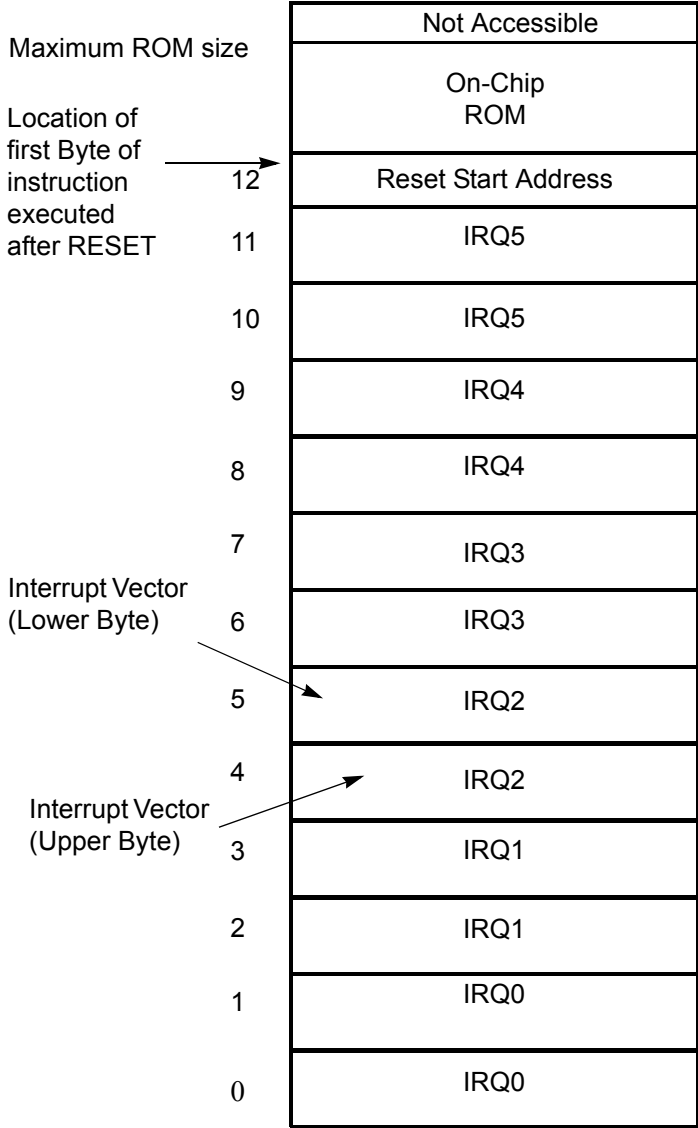 Not Accessible
Maximum ROM size
On-Chip
ROM
Location of
first Byte of
instruction
executed
after RESET
12
Reset Start Address
11
IRQ5
10
IRQ5
9
IRQ4
8
IRQ4
7
IRQ3
Interrupt Vector
(Lower Byte)
6
IRQ3
5
IRQ2
4
IRQ2
Interrupt Vector
(Upper Byte)
3
IRQ1
2
IRQ1
1
IRQ0
0
IRQ0